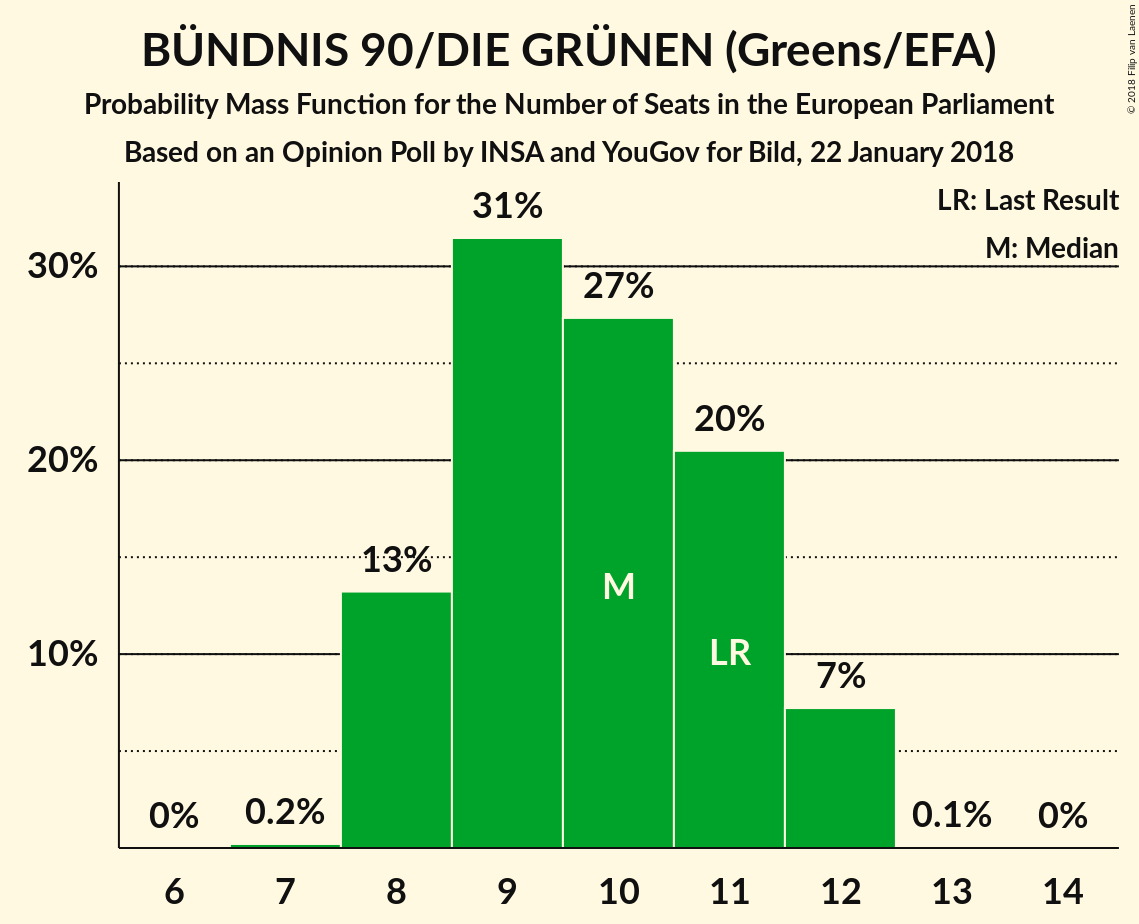 BÜNDNIS 90/DIE GRÜNEN (Greens/EFA)
Probability Mass Function for the Number of Seats in the European Parliament
Based on an Opinion Poll by INSA and YouGov for Bild, 22 January 2018
© 2018 Filip van Laenen
LR: Last Result
M: Median
30%
20%
10%
0%
0.2%
13%
31%
27%
20%
7%
0.1%
0%
M
LR
6 7 8 9 10 11 12 13 14